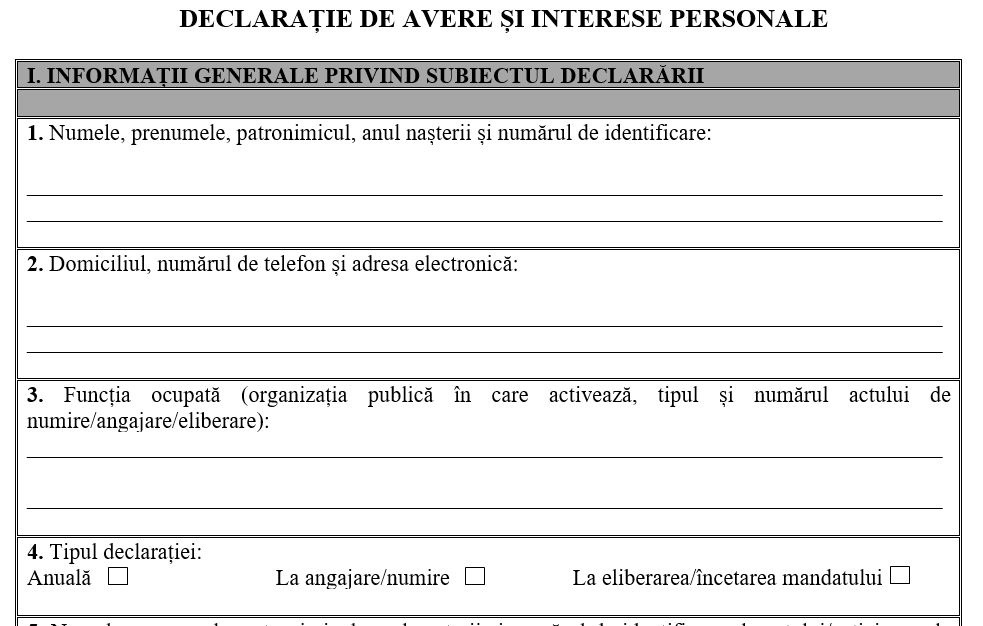 DECLARAȚIE DE AVERE ȘI INTERESE PERSONALE
I. INFORMAȚII GENERALE PRIVIND SUBIECTUL DECLARĂRII
1. Numele, prenumele, patronimicul, anul nașterii și numărul de identificare:
2. Domiciliul, numărul de telefon și adresa electronică:
3. Funcția ocupată (organizația publică în care activează, tipul și numărul actului de
numire/angajare/eliberare):
4. Tipul declarației:
Anuală La angajare/numire La eliberarea/încetarea mandatului